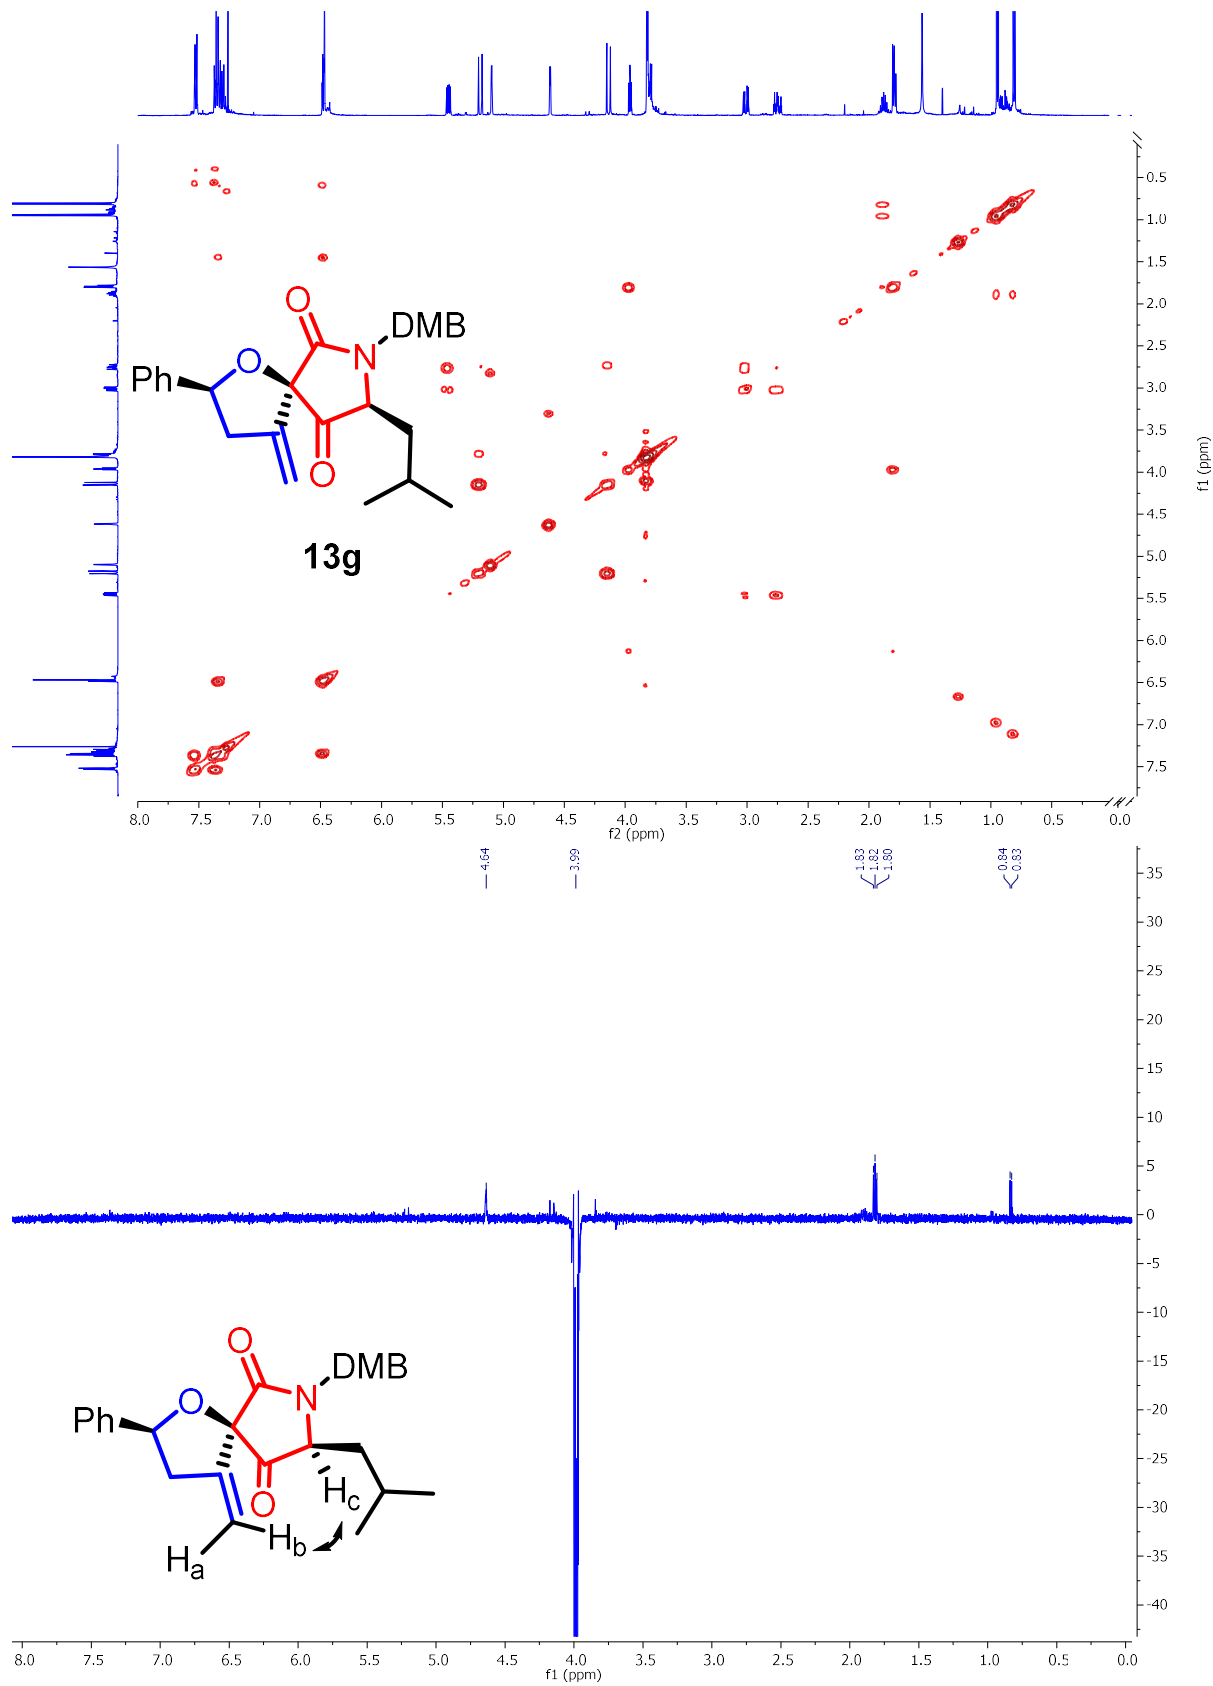 0.5
1.0
1.5
2.0
2.5
3.0
3.5
4.0
4.5
5.0
5.5
6.0
6.5
7.0
7.5
f1 (ppm)
O
DMB
N
O
Ph
O
13g
8.0 7.5 7.0 6.5 6.0 5.5 5.0 4.5 4.0 3.5 3.0 2.5 2.0 1.5 1.0 0.5 0.0
f2 (ppm)
4.64 3.99 1.83 1.82 1.80 0.84 0.83
35
30
25
20
15
10
5
0
-5
-10
-15
-20
-25
-30
-35
-40
O
DMB
N
O
Ph
O
Hc
Hb
Ha
8.0 7.5 7.0 6.5 6.0 5.5 5.0 4.5 4.0 3.5 3.0 2.5 2.0 1.5 1.0 0.5 0.0
f1 (ppm)